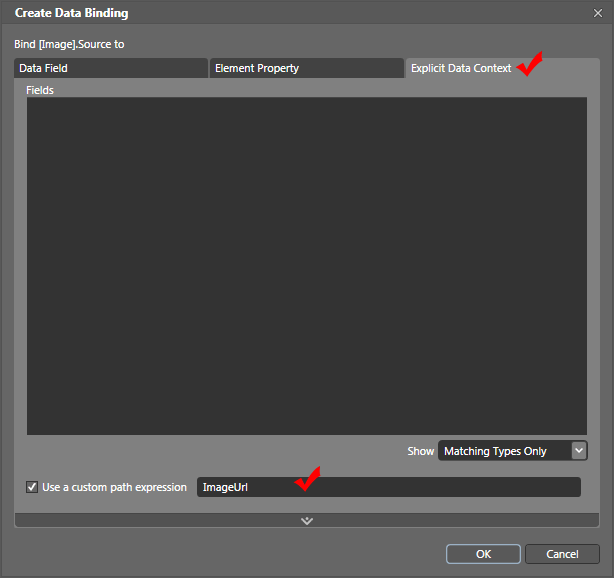 Create Data Binding
Bind [Image].Source to
Data Field
Element Property
Explicit Data Context
Fields
Show
Matching Types Only
Use a custom path expression
ImageUrl
OK
Cancel